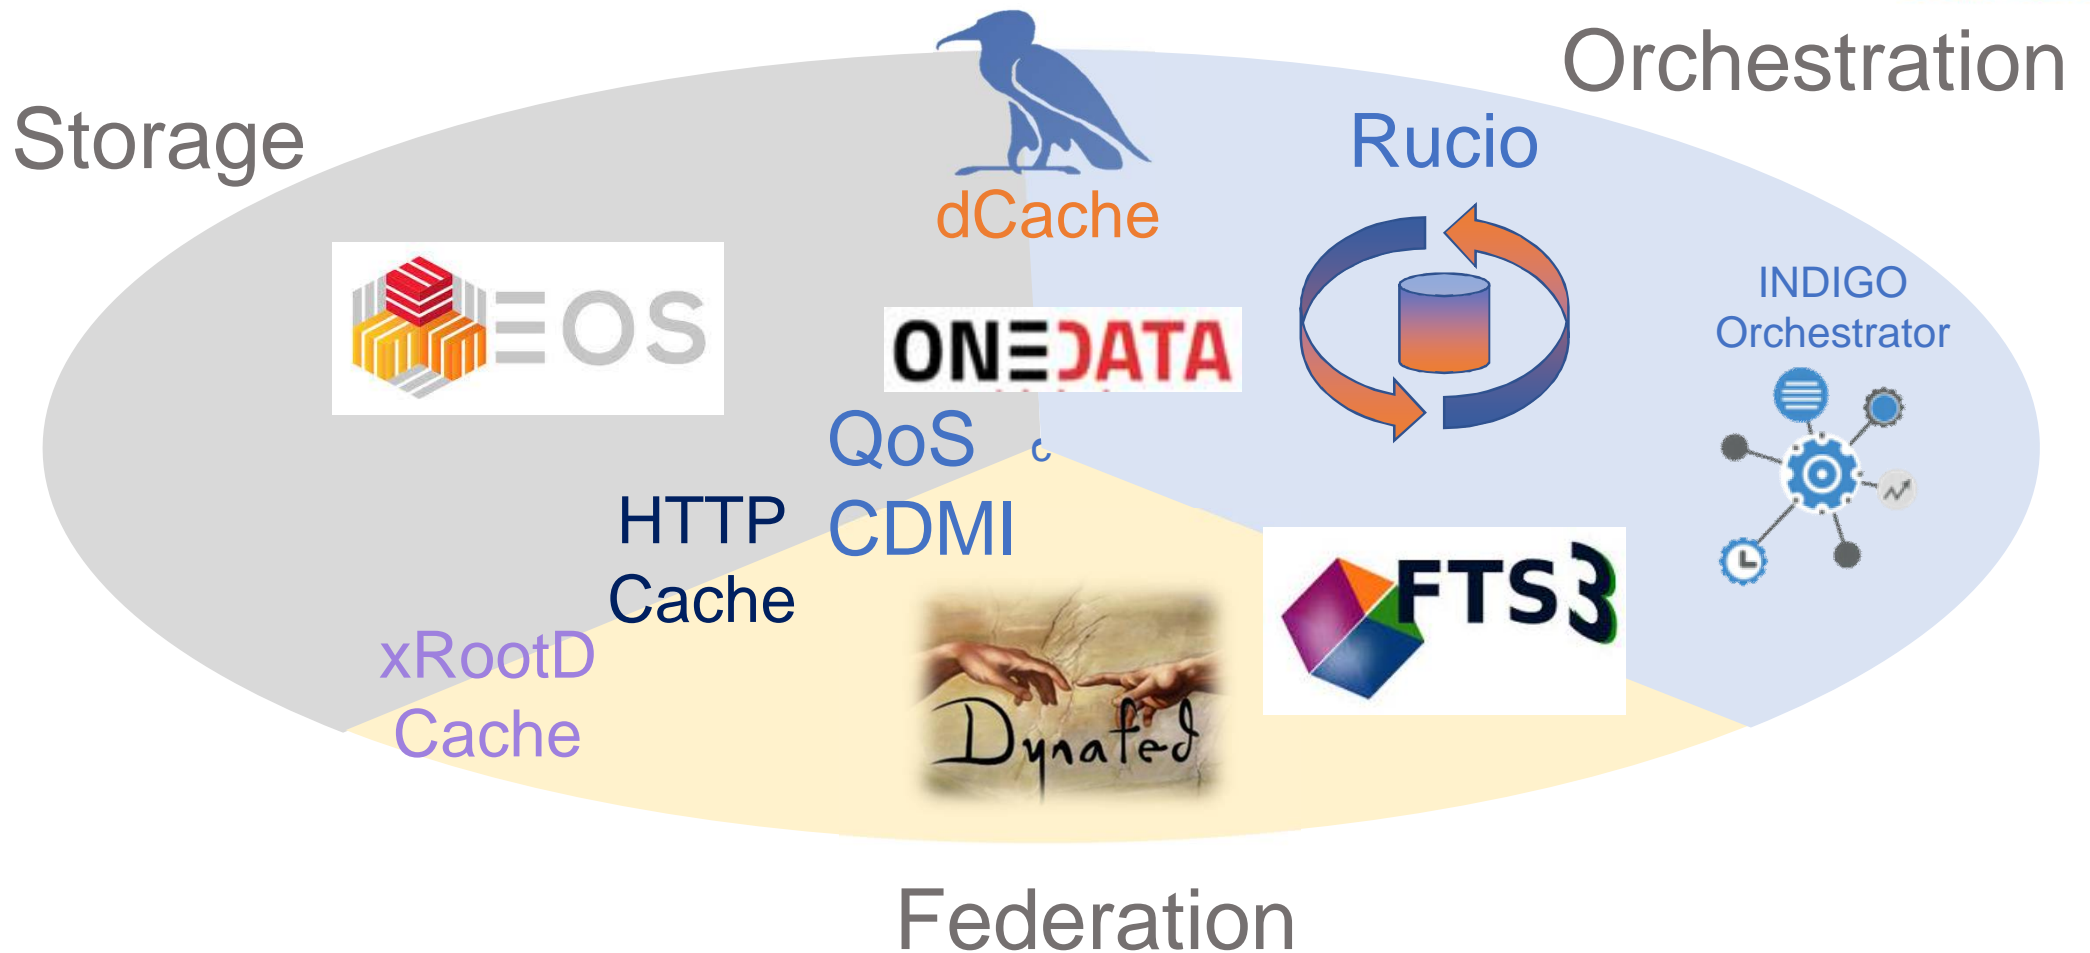 Orchestration
Storage
Rucio
dCache
INDIGO
Orchestrator
EOS
ONEDATA
QoS
c
CDMI
HTTP
Cache
FTS3
xRootD
Cache
Dynafed
Federation